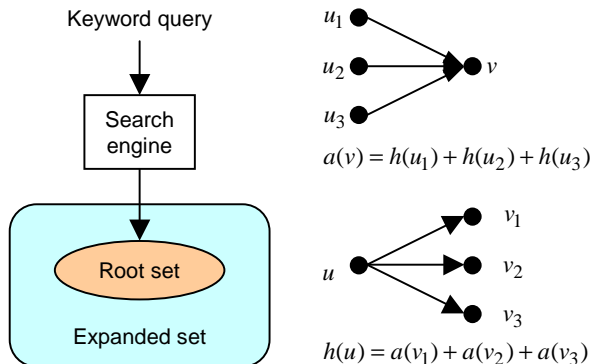 Keyword query
Search
engine
Root set
Expanded set
u1
u2
u3
v
a(v) = h(u1) + h(u2) + h(u3)
u
v1
v2
v3
h(u) = a(v1) + a(v2) + a(v3)